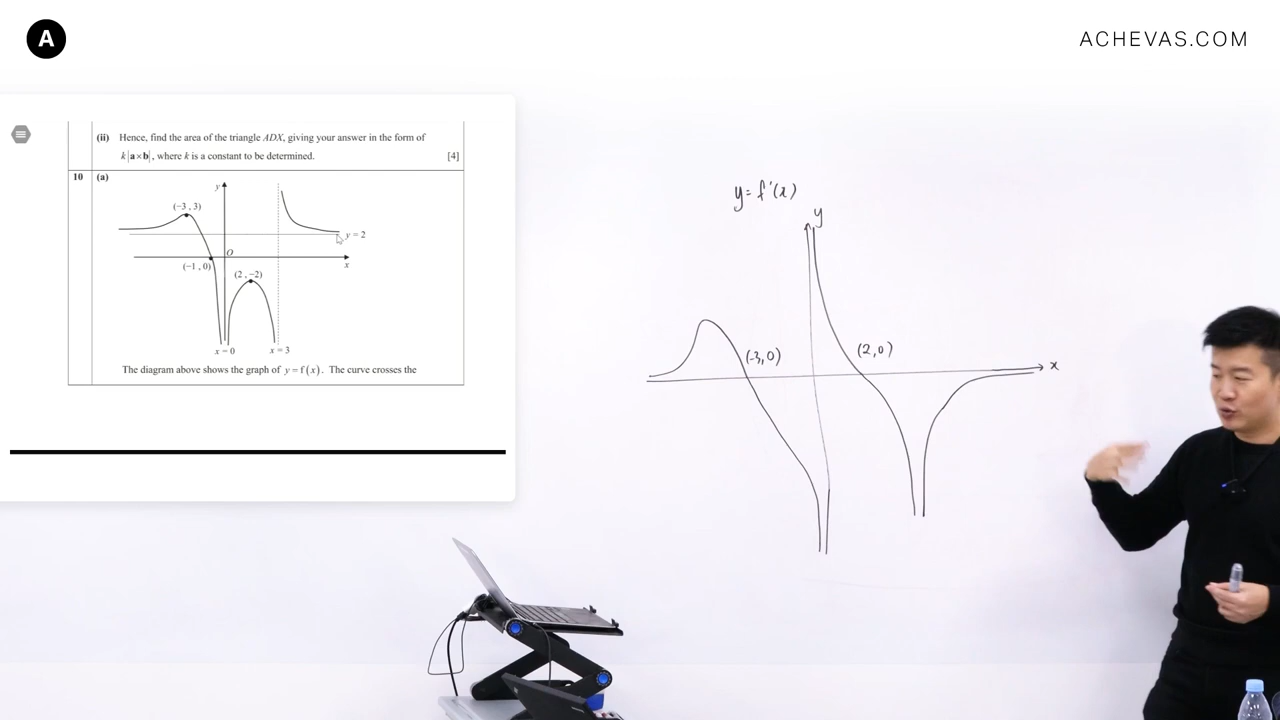 A
ACHEVAS.COM
(ii) Hence, find the area of the triangle ADX, giving your answer in the form of
k|a×b|, where k is a constant to be determined. [4]
10 (a)
y
(−3, 3)
y = 2
O
x
(−1, 0)
(2, −2)
x = 0
x = 3
The diagram above shows the graph of y = f(x). The curve crosses the
y = f'(x)
y
(-3,0)
(2,0)
x